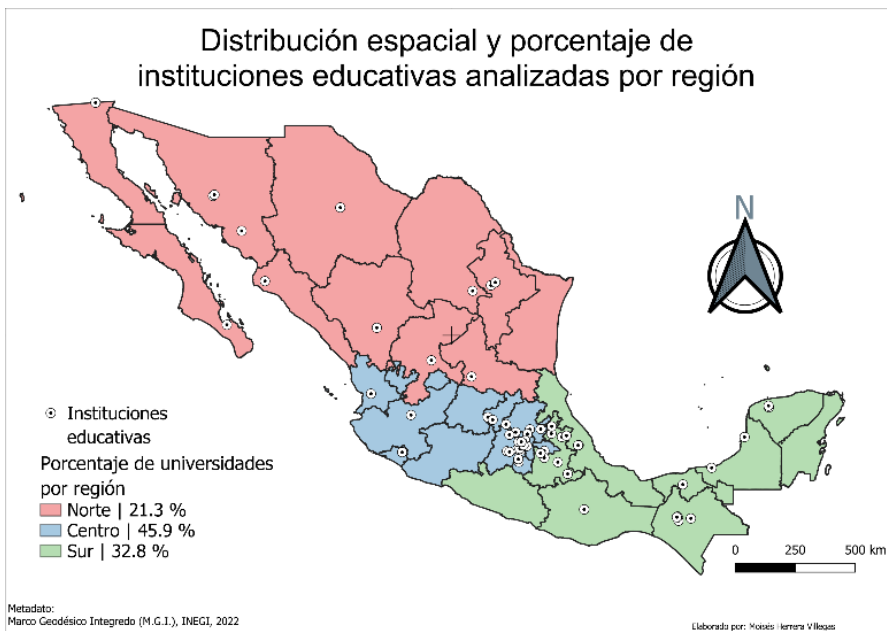 Distribución espacial y porcentaje de
instituciones educativas analizadas por región
N
Instituciones
educativas
Porcentaje de universidades
por región
Norte | 21.3 %
Centro | 45.9 %
Sur | 32.8 %
0 250 500 km
Metadato:
Marco Geodésico Integredo (M.G.I.), INEGI, 2022
Elaborado por: Moisés Herrera Villegas